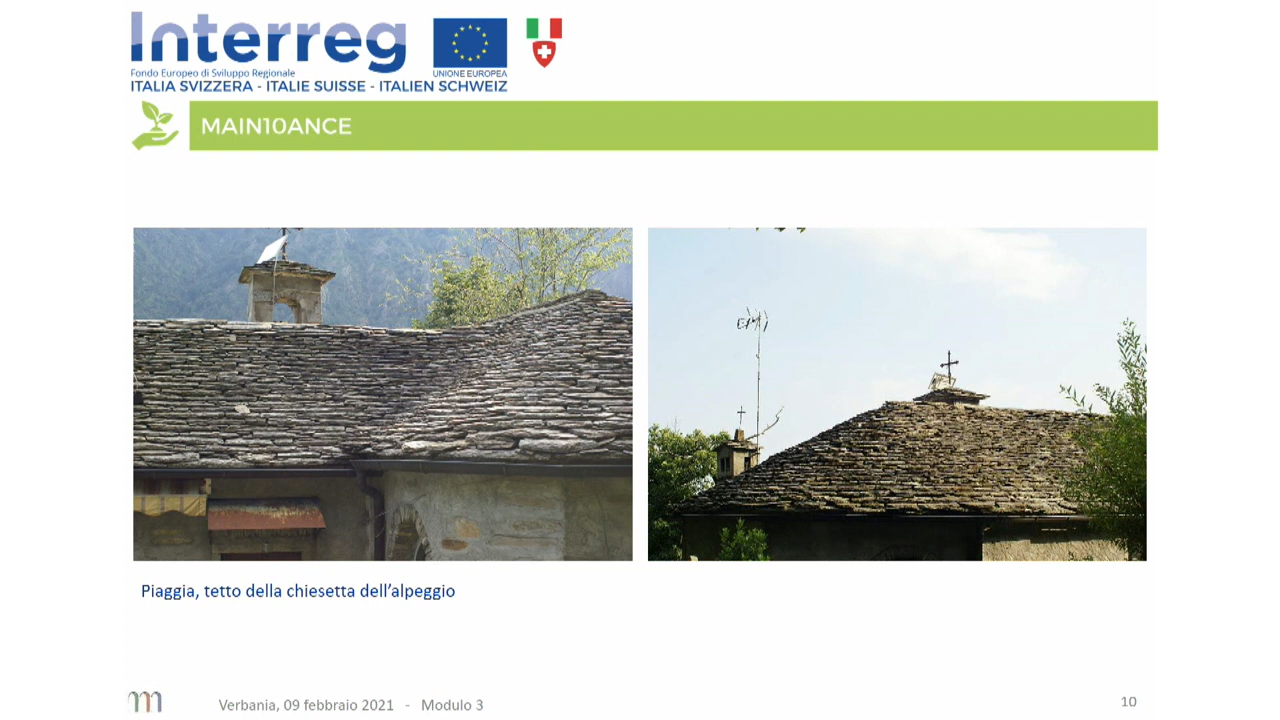 Interreg
Fondo Europeo di Sviluppo Regionale
UNIONE EUROPEA
ITALIA SVIZZERA - ITALIE SUISSE - ITALIEN SCHWEIZ
MAIN10ANCE
Piaggia, tetto della chiesetta dell’alpeggio
m
Verbania, 09 febbraio 2021 - Modulo 3
10